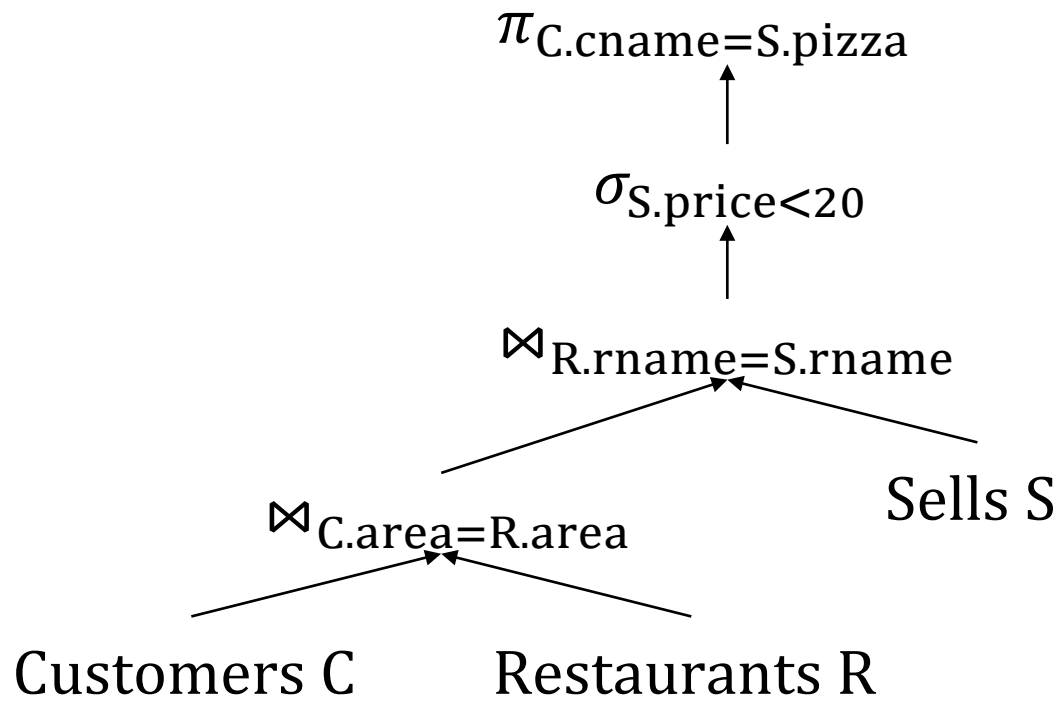 π C.cname=S.pizza
σ S.price<20
⋈ R.rname=S.rname
Sells S
⋈ C.area=R.area
Customers C
Restaurants R